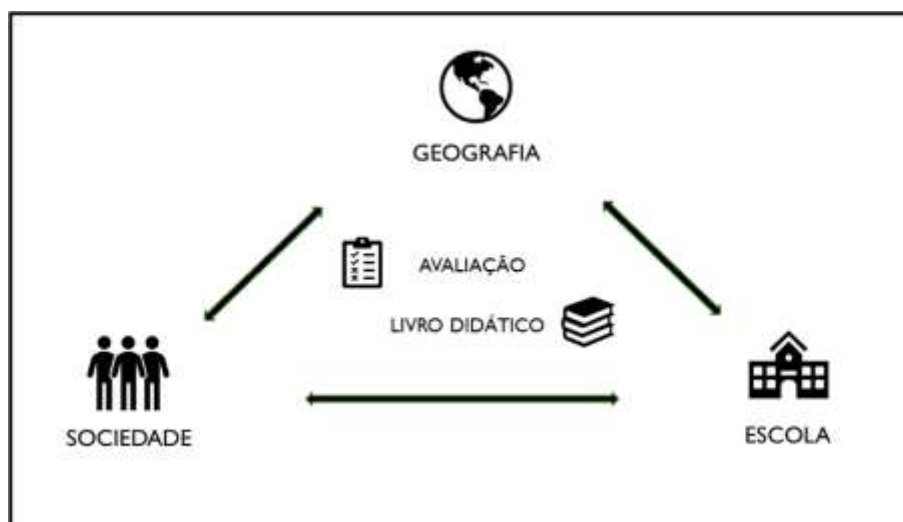 GEOGRAFIA
AVALIAÇÃO
LIVRO DIDÁTICO
SOCIEDADE
ESCOLA